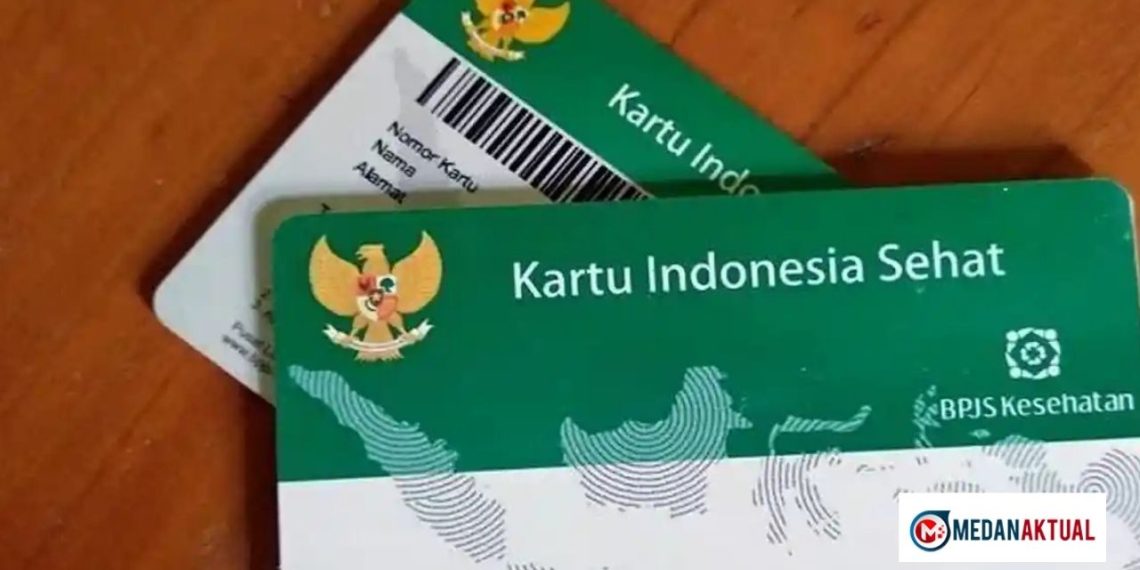 Kartu Indo
Nomor Kartu
Nama
Alamat
Kartu Indonesia Sehat
BPJS Kesehatan
MEDANAKTUAL